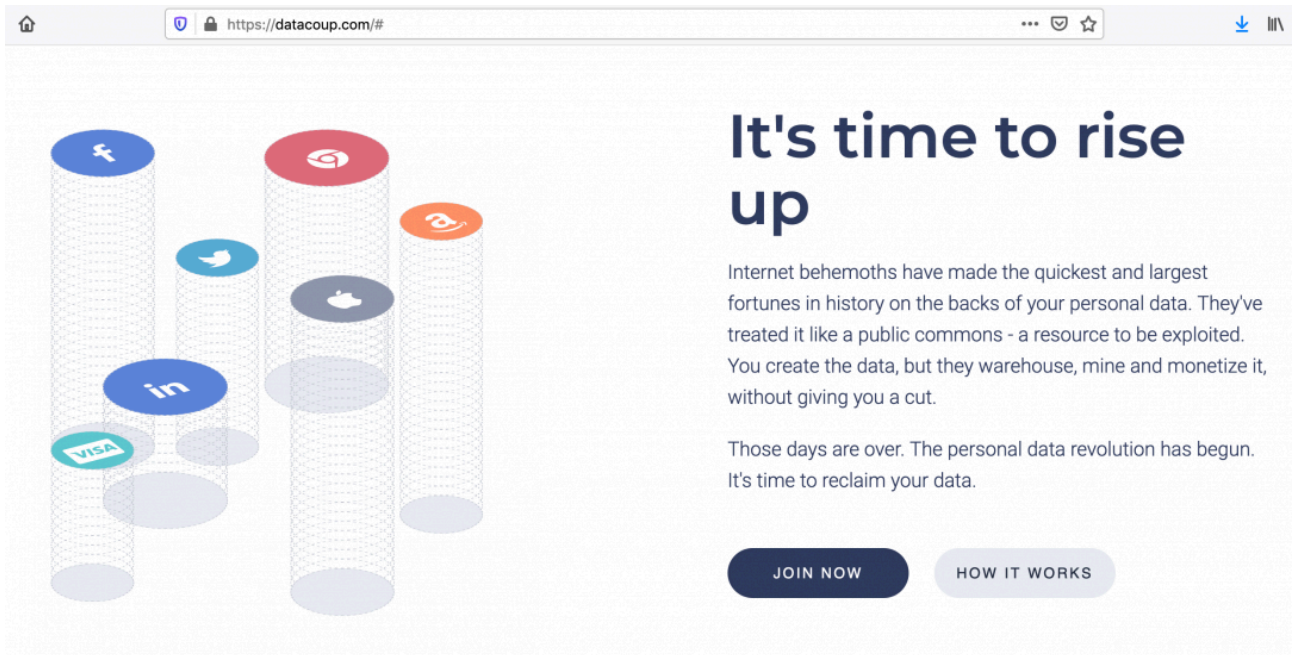 https://datacoup.com/#
It's time to rise
up
Internet behemoths have made the quickest and largest
fortunes in history on the backs of your personal data. They've
treated it like a public commons - a resource to be exploited.
You create the data, but they warehouse, mine and monetize it,
without giving you a cut.
Those days are over. The personal data revolution has begun.
It's time to reclaim your data.
JOIN NOW
HOW IT WORKS
f
a
in
VISA